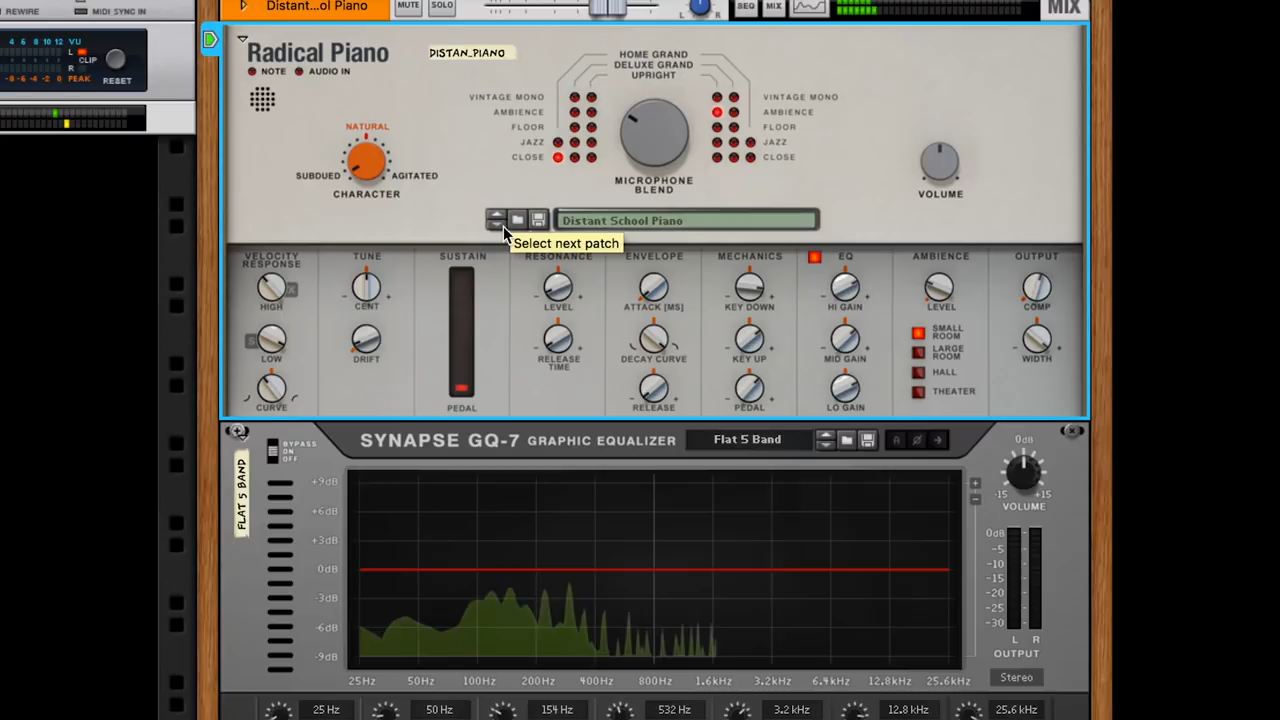 REWIRE
MIDI SYNC IN
Distant...ol Piano
MUTE
SOLO
L R
SEQ
MIX
MIX
4 6 8 10 12 VU
L
R
CLIP
-8 -6 -4 -2 0 PEAK
RESET
Radical Piano
DISTAN_PIANO
NOTE
AUDIO IN
HOME GRAND
DELUXE GRAND
UPRIGHT
VINTAGE MONO
AMBIENCE
FLOOR
JAZZ
CLOSE
VINTAGE MONO
AMBIENCE
FLOOR
JAZZ
CLOSE
MICROPHONE
BLEND
NATURAL
SUBDUED
AGITATED
CHARACTER
VOLUME
Distant School Piano
Select next patch
VELOCITY
RESPONSE
HIGH
LOW
CURVE
TUNE
CENT
DRIFT
SUSTAIN
PEDAL
RESONANCE
LEVEL
RELEASE
TIME
ENVELOPE
ATTACK [MS]
DECAY CURVE
RELEASE
MECHANICS
KEY DOWN
KEY UP
PEDAL
EQ
HI GAIN
MID GAIN
LO GAIN
AMBIENCE
LEVEL
SMALL
ROOM
LARGE
ROOM
HALL
THEATER
OUTPUT
COMP
WIDTH
BYPASS
ON
OFF
FLAT 5 BAND
SYNAPSE GQ-7 GRAPHIC EQUALIZER
Flat 5 Band
A
0dB
-15 +15
VOLUME
+9dB
+6dB
+3dB
0dB
-3dB
-6dB
-9dB
25Hz 50Hz 100Hz 200Hz 400Hz 800Hz 1.6kHz 3.2kHz 6.4kHz 12.8kHz 25.6kHz
0dB
-5
-10
-15
-20
-25
-30
L R
OUTPUT
Stereo
25 Hz
50 Hz
154 Hz
532 Hz
3.2 kHz
12.8 kHz
25.6 kHz